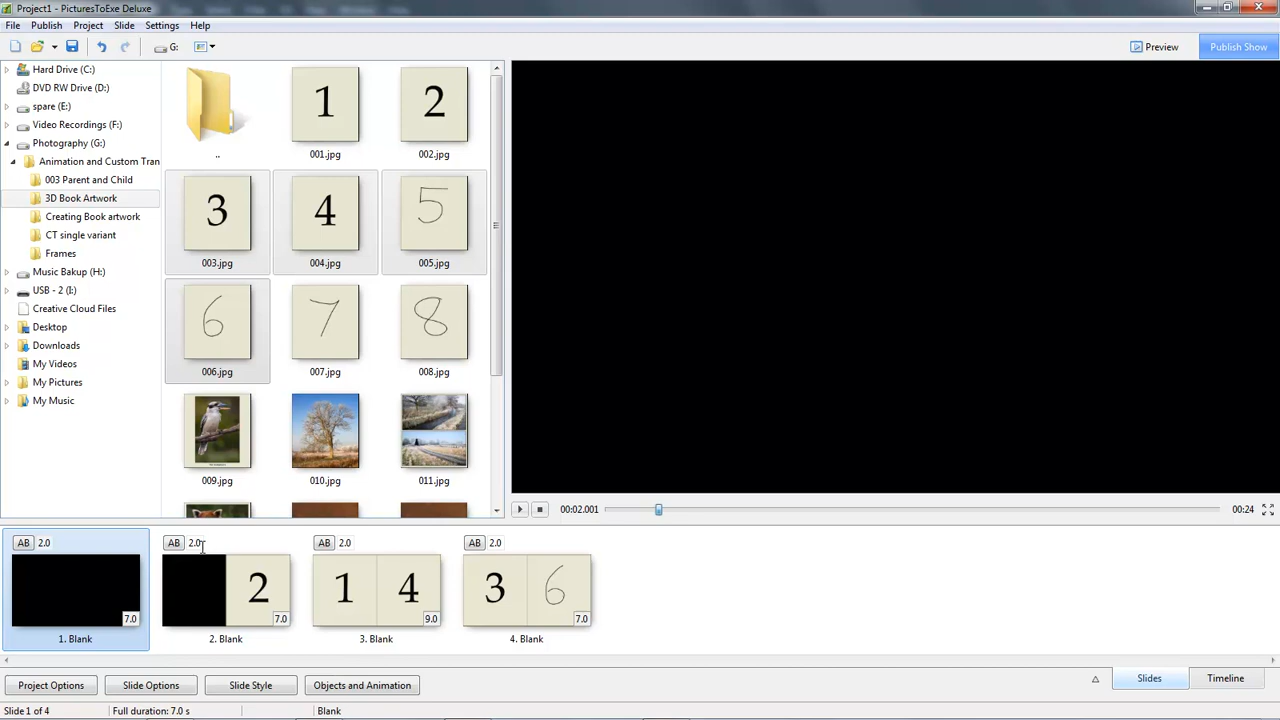 Project1 - PicturesToExe Deluxe
File Publish Project Slide Settings Help
G:
Preview
Publish Show
Hard Drive (C:)
DVD RW Drive (D:)
spare (E:)
Video Recordings (F:)
Photography (G:)
Animation and Custom Tran
003 Parent and Child
3D Book Artwork
Creating Book artwork
CT single variant
Frames
Music Bakup (H:)
USB - 2 (I:)
Creative Cloud Files
Desktop
Downloads
My Videos
My Pictures
My Music
1 2
.. 001.jpg 002.jpg
3 4 5
003.jpg 004.jpg 005.jpg
6 7 8
006.jpg 007.jpg 008.jpg
009.jpg 010.jpg 011.jpg
00:02.001
00:24
AB 2.0 AB 2.0 AB 2.0 AB 2.0
2 1 4 3 6
7.0 7.0 9.0 7.0
1. Blank 2. Blank 3. Blank 4. Blank
Project Options Slide Options Slide Style Objects and Animation
Slides Timeline
Slide 1 of 4 Full duration: 7.0 s Blank